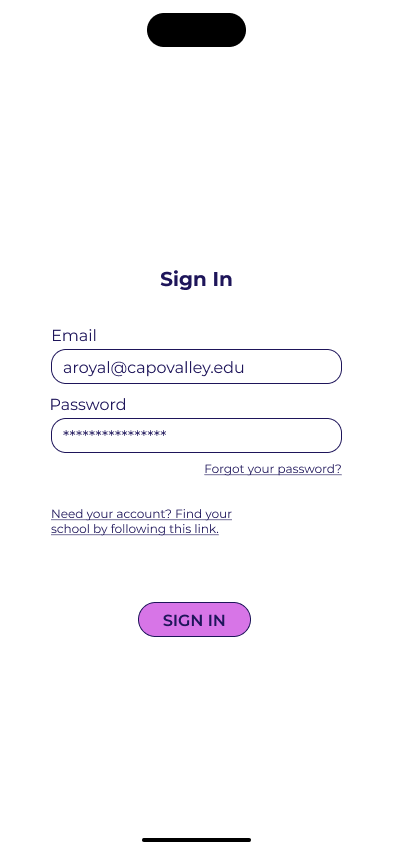 Sign In
Email
aroyal@capovalley.edu
Password
****************
Forgot your password?
Need your account? Find your
school by following this link.
SIGN IN